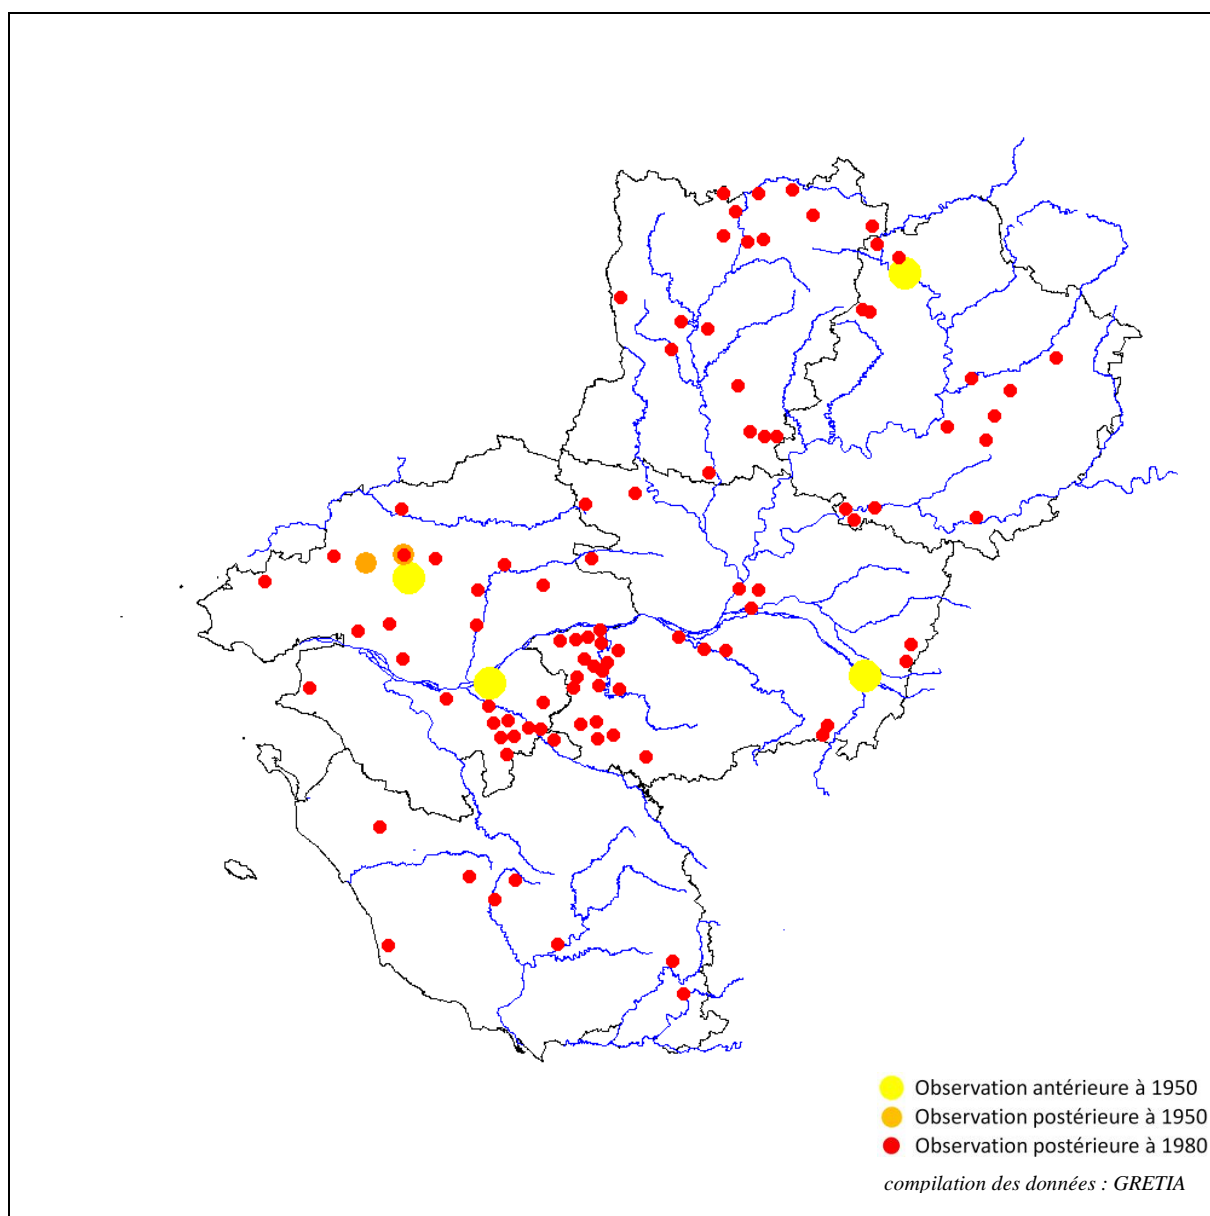 Observation antérieure à 1950
Observation postérieure à 1950
Observation postérieure à 1980
compilation des données : GRETIA